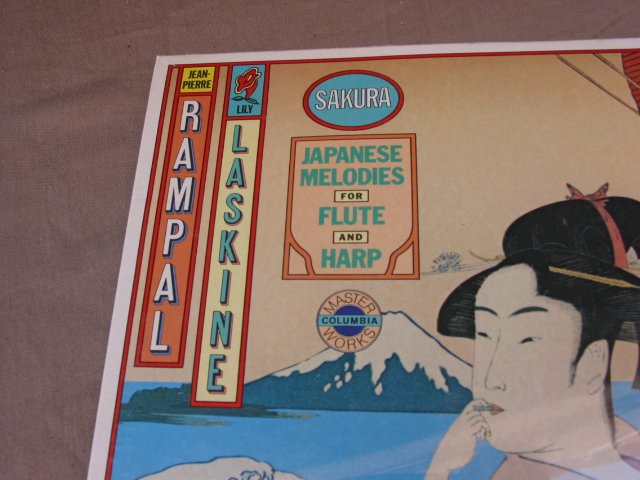 JEAN-
PIERRE
RAMPAL
LILY
LASKINE
SAKURA
JAPANESE
MELODIES
FOR
FLUTE
AND
HARP
MASTER
COLUMBIA
WORKS